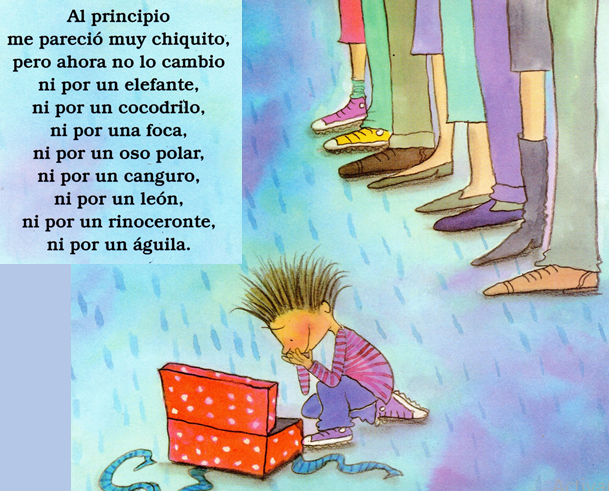 Al principio
me pareció muy chiquito,
pero ahora no lo cambio
ni por un elefante,
ni por un cocodrilo,
ni por una foca,
ni por un oso polar,
ni por un canguro,
ni por un león,
ni por un rinoceronte,
ni por un águila.